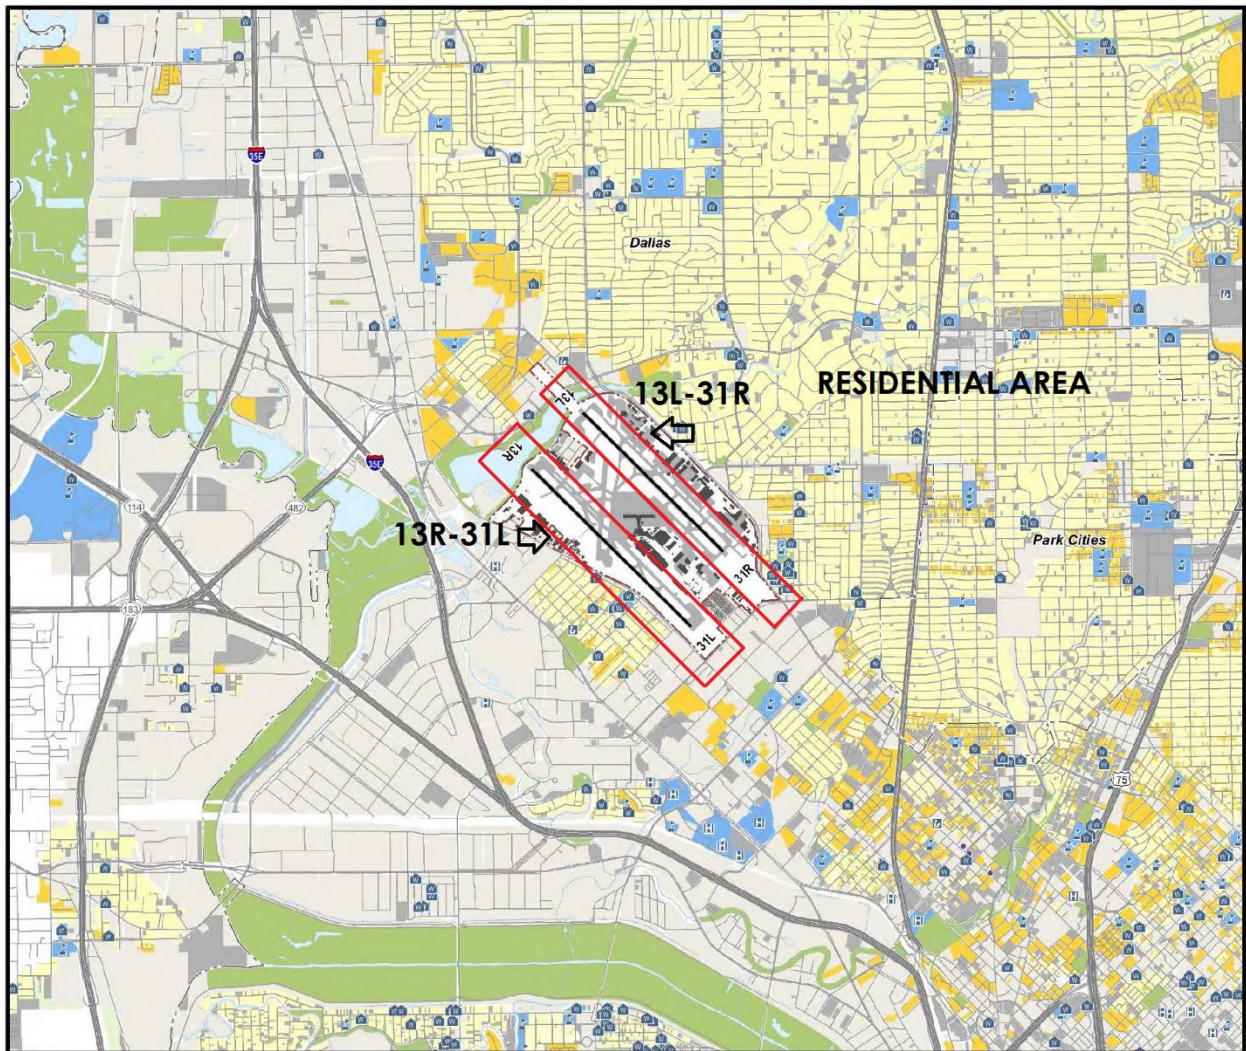 35E
Dallas
13L-31R
RESIDENTIAL AREA
13L
13R
35E
114
482
13R-31L
Park Cities
31R
183
31L
75